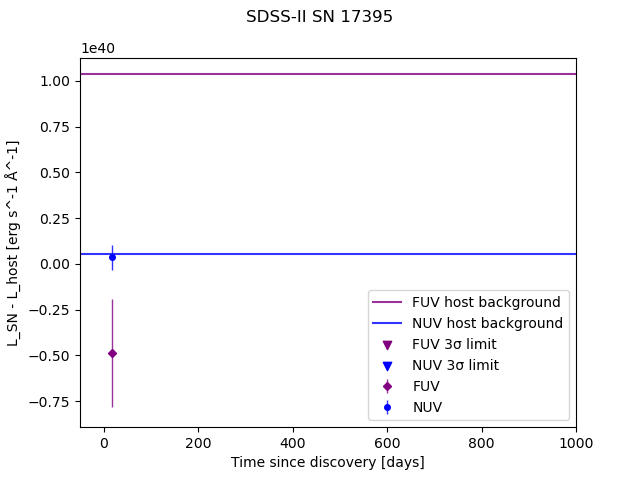 SDSS-II SN 17395
1e40
1.00
0.75
0.50
0.25
0.00
−0.25
−0.50
−0.75
L_SN - L_host [erg s^-1 Å^-1]
FUV host background
NUV host background
FUV 3σ limit
NUV 3σ limit
FUV
NUV
0 200 400 600 800 1000
Time since discovery [days]